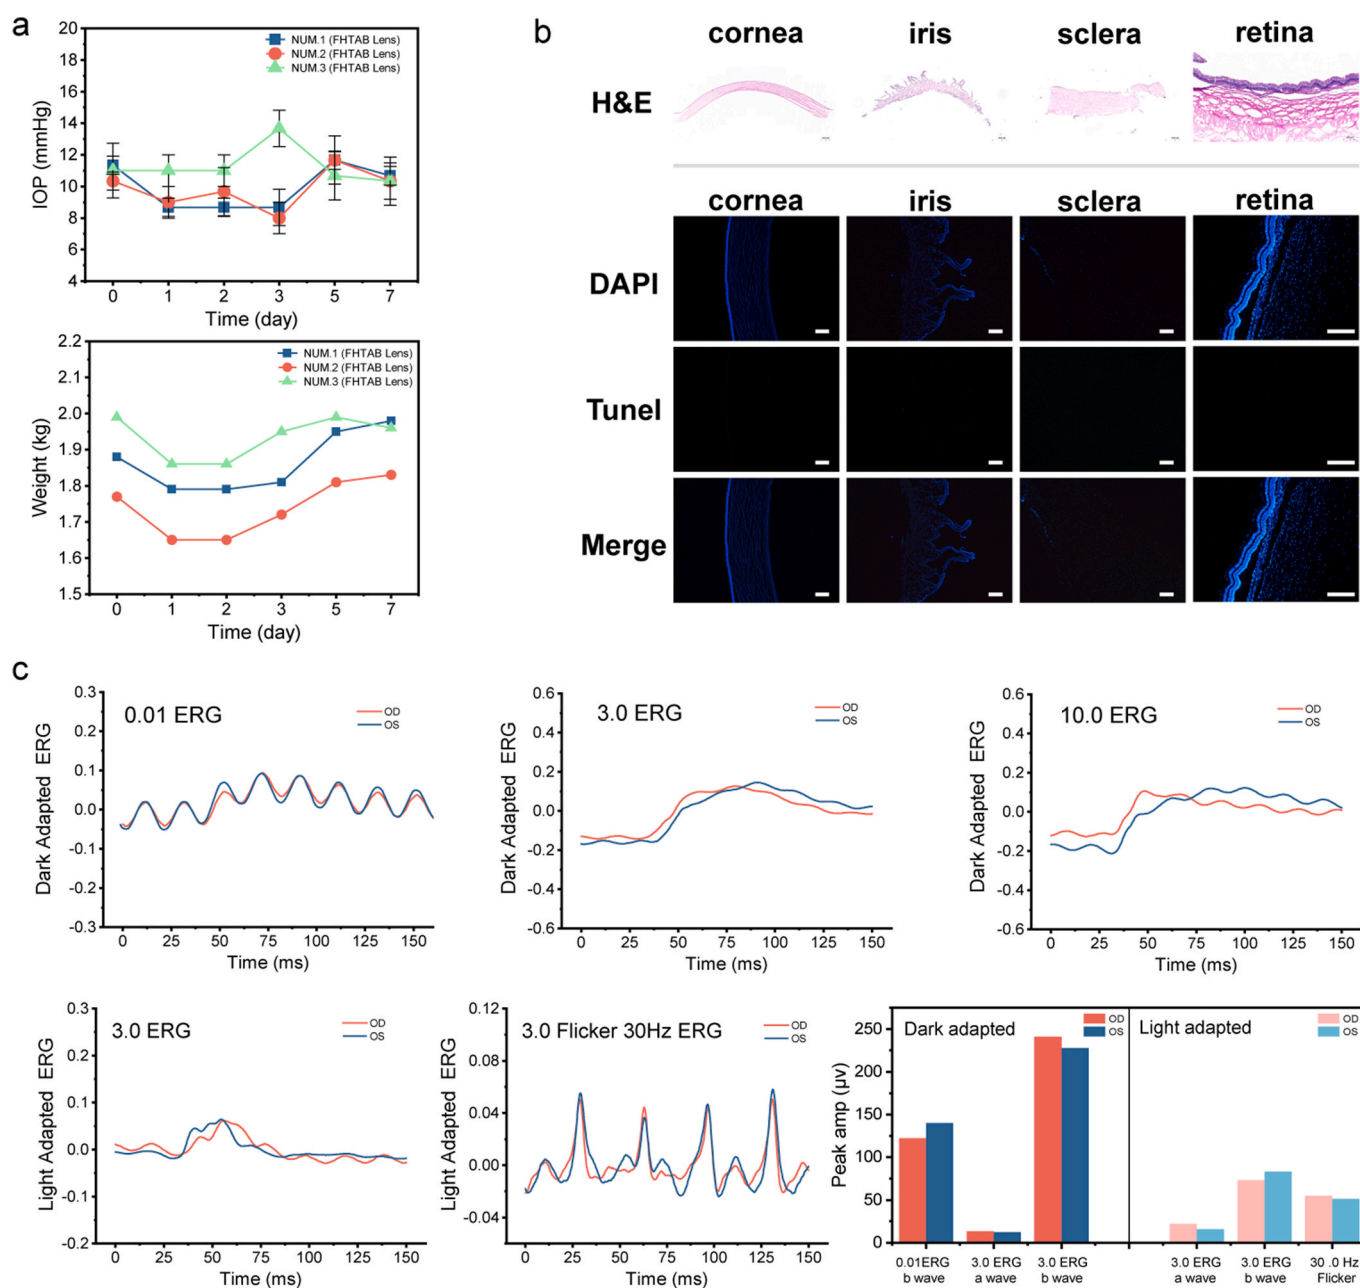 a
20
18
16
14
12
10
8
6
4
IOP (mmHg)
NUM.1 (FHTAB Lens)
NUM.2 (FHTAB Lens)
NUM.3 (FHTAB Lens)
0 1 2 3 5 7
Time (day)
2.2
2.1
2.0
1.9
1.8
1.7
1.6
1.5
Weight (kg)
NUM.1 (FHTAB Lens)
NUM.2 (FHTAB Lens)
NUM.3 (FHTAB Lens)
0 1 2 3 5 7
Time (day)
b
cornea iris sclera retina
H&E
cornea iris sclera retina
DAPI
Tunel
Merge
c
0.3
0.2
0.1
0.0
-0.1
-0.2
-0.3
Dark Adapted ERG
0.01 ERG
OD
OS
0 25 50 75 100 125 150
Time (ms)
0.6
0.4
0.2
0.0
-0.2
-0.4
-0.6
Dark Adapted ERG
3.0 ERG
OD
OS
0 25 50 75 100 125 150
Time (ms)
0.6
0.4
0.2
0.0
-0.2
-0.4
-0.6
Dark Adapted ERG
10.0 ERG
OD
OS
0 25 50 75 100 125 150
Time (ms)
0.3
0.2
0.1
0.0
-0.1
-0.2
Light Adapted ERG
3.0 ERG
OD
OS
0 25 50 75 100 125 150
Time (ms)
0.12
0.08
0.04
0.00
-0.04
Light Adapted ERG
3.0 Flicker 30Hz ERG
OD
OS
0 25 50 75 100 125 150
Time (ms)
250
225
200
175
150
125
100
75
50
25
0
Peak amp (μv)
Dark adapted
OD
OS
Light adapted
OD
OS
0.01ERG 3.0 ERG 3.0 ERG 3.0 ERG 3.0 ERG 30..0 Hz
b wave a wave b wave a wave b wave Flicker